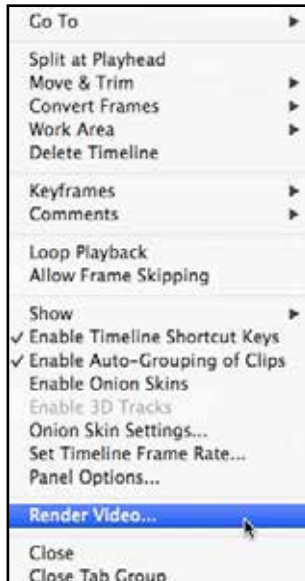 Go To
Split at Playhead
Move & Trim
Convert Frames
Work Area
Delete Timeline
Keyframes
Comments
Loop Playback
Allow Frame Skipping
Show
✓ Enable Timeline Shortcut Keys
✓ Enable Auto-Grouping of Clips
Enable Onion Skins
Enable 3D Tracks
Onion Skin Settings...
Set Timeline Frame Rate...
Panel Options...
Render Video...
Close
Close Tab Group